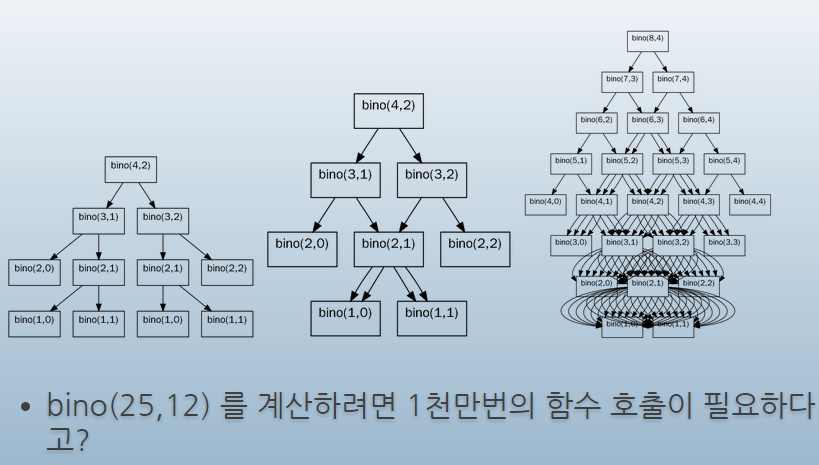 bino(4,2)
bino(3,1) bino(3,2)
bino(2,0) bino(2,1) bino(2,1) bino(2,2)
bino(1,0) bino(1,1) bino(1,0) bino(1,1)
bino(4,2)
bino(3,1) bino(3,2)
bino(2,0) bino(2,1) bino(2,2)
bino(1,0) bino(1,1)
bino(8,4)
bino(7,3) bino(7,4)
bino(6,2) bino(6,3) bino(6,4)
bino(5,1) bino(5,2) bino(5,3) bino(5,4)
bino(4,0) bino(4,1) bino(4,2) bino(4,3) bino(4,4)
bino(3,0) bino(3,1) bino(3,2) bino(3,3)
bino(2,0) bino(2,1) bino(2,2)
bino(1,0) bino(1,1)
• bino(25,12) 를 계산하려면 1천만번의 함수 호출이 필요하다
고?